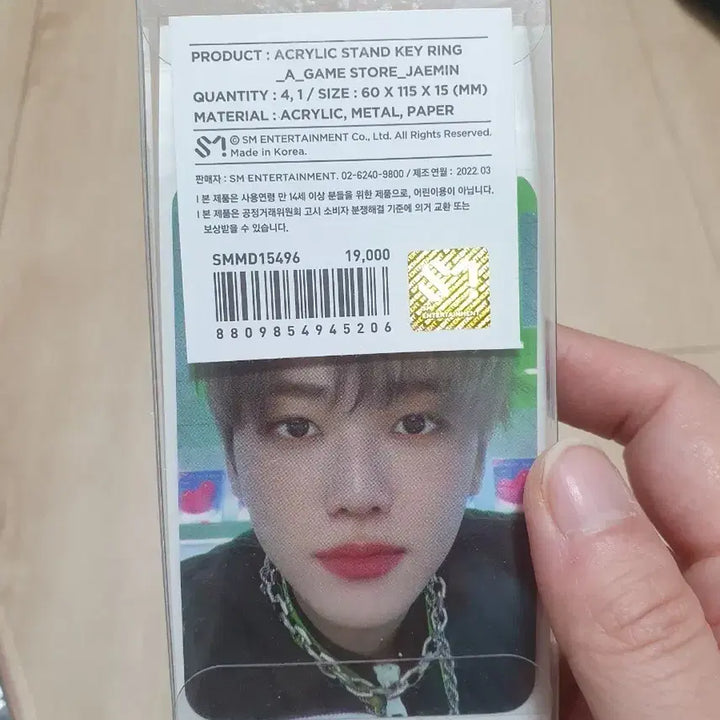 PRODUCT : ACRYLIC STAND KEY RING
_A_GAME STORE_JAEMIN
QUANTITY : 4, 1 / SIZE : 60 X 115 X 15 (MM)
MATERIAL : ACRYLIC, METAL, PAPER
SM! ⓒ SM ENTERTAINMENT Co., Ltd. All Rights Reserved.
Made in Korea.
판매자 : SM ENTERTAINMENT. 02-6240-9800 / 제조 연월 : 2022. 03
ㅣ본 제품은 사용연령 만 14세 이상 분들을 위한 제품으로, 어린이용이 아닙니다.
ㅣ본 제품은 공정거래위원회 고시 소비자 분쟁해결 기준에 의거 교환 또는
보상받을 수 있습니다.
SMMD15496 19,000
8809854945206
SM!
SM
ENTERTAINMENT